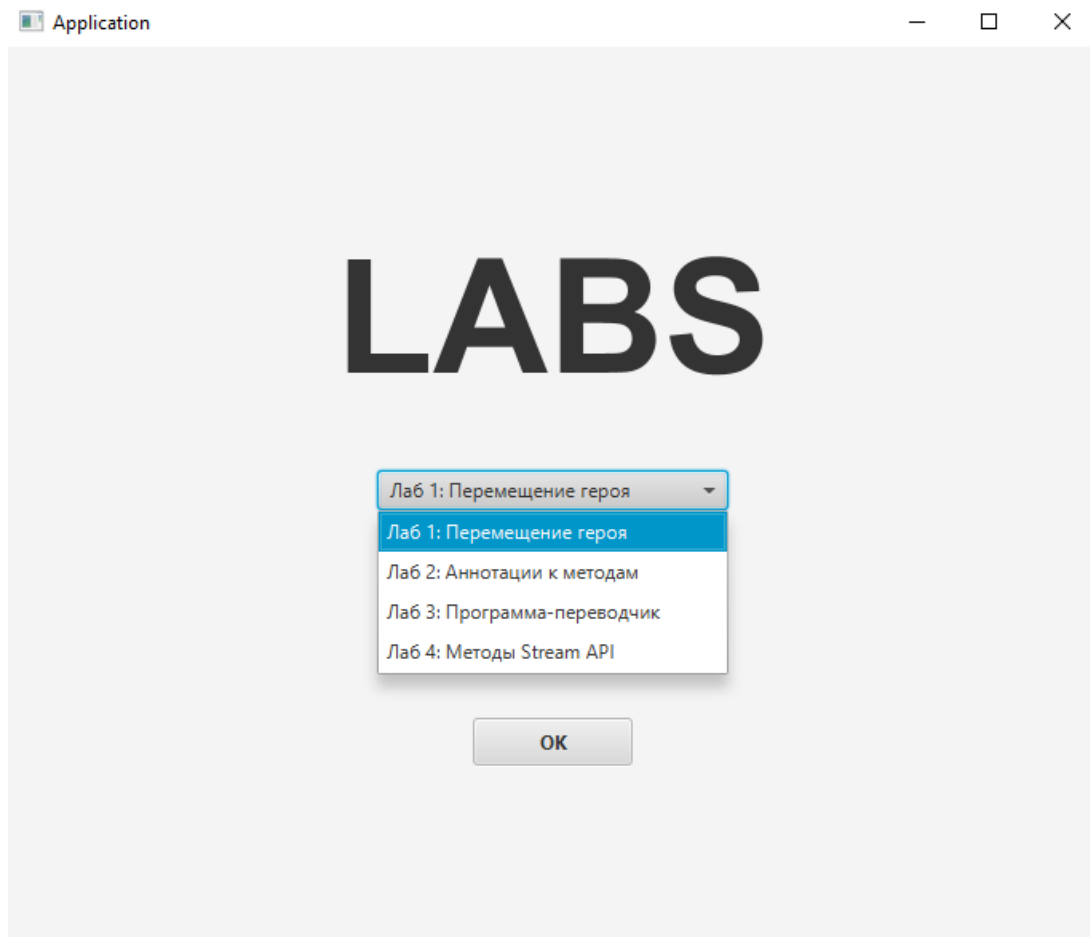 Application
LABS
Лаб 1: Перемещение героя
Лаб 1: Перемещение героя
Лаб 2: Аннотации к методам
Лаб 3: Программа-переводчик
Лаб 4: Методы Stream API
OK